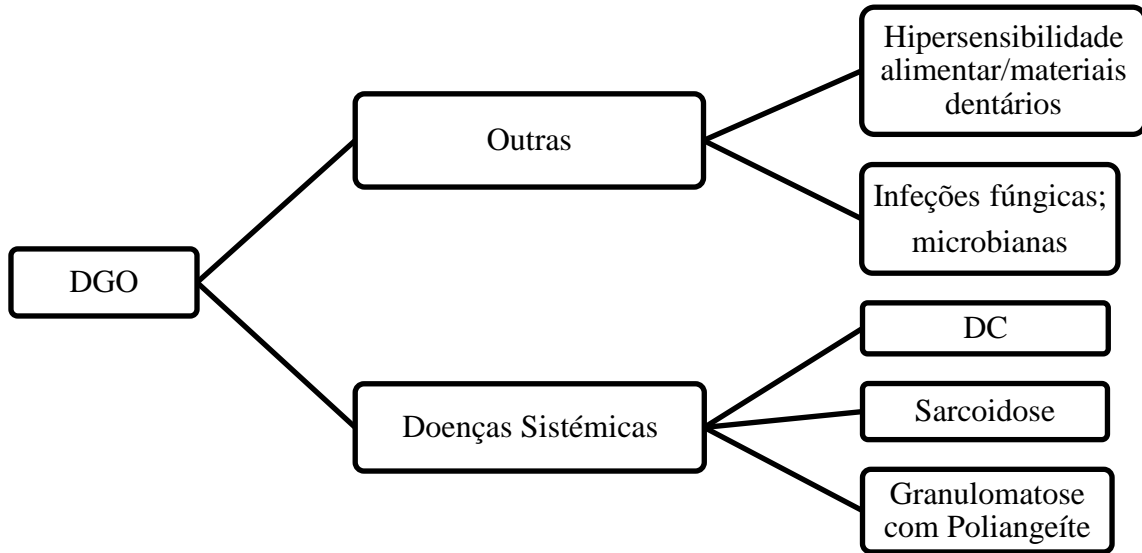 Hipersensibilidade
alimentar/materiais
dentários
Outras
Infeções fúngicas;
microbianas
DGO
DC
Doenças Sistémicas
Sarcoidose
Granulomatose
com Poliangeíte